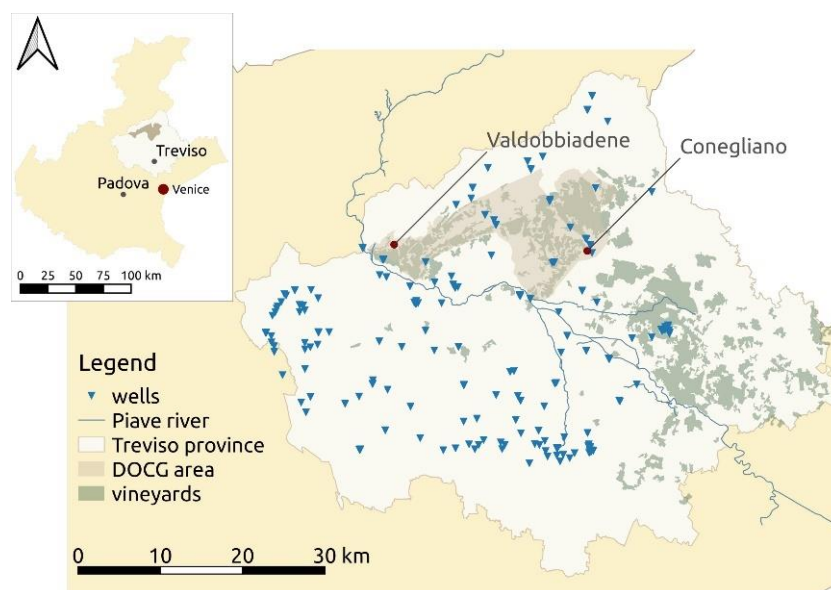 Treviso
Padova
Venice
0 25 50 75 100 km
Valdobbiadene
Conegliano
Legend
wells
Piave river
Treviso province
DOCG area
vineyards
0 10 20 30 km